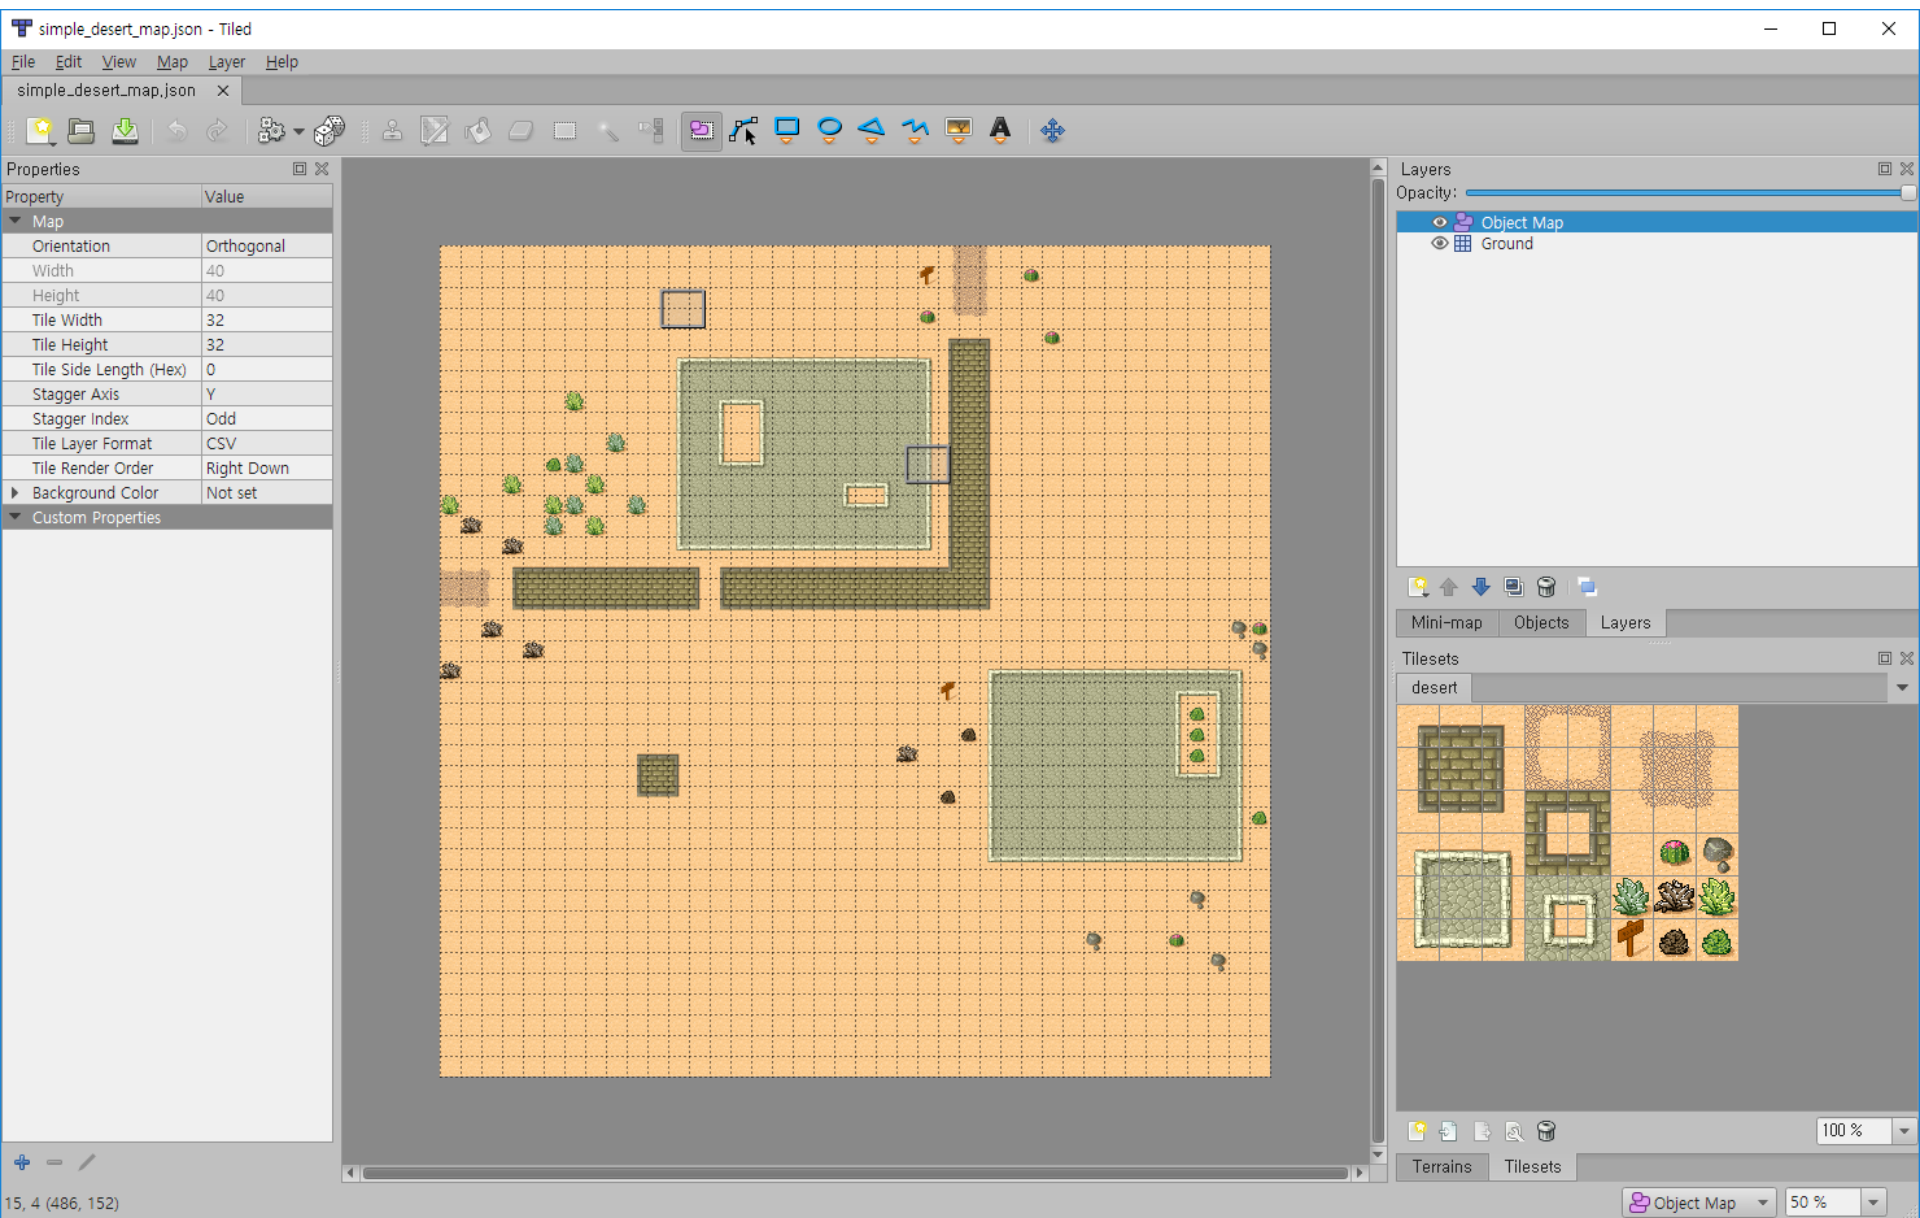 simple_desert_map.json - Tiled
File Edit View Map Layer Help
simple_desert_map.json
Properties
Property Value
Map
Orientation Orthogonal
Width 40
Height 40
Tile Width 32
Tile Height 32
Tile Side Length (Hex) 0
Stagger Axis Y
Stagger Index Odd
Tile Layer Format CSV
Tile Render Order Right Down
Background Color Not set
Custom Properties
15, 4 (486, 152)
Layers
Opacity:
Object Map
Ground
Mini-map Objects Layers
Tilesets
desert
100 %
Terrains Tilesets
Object Map 50 %